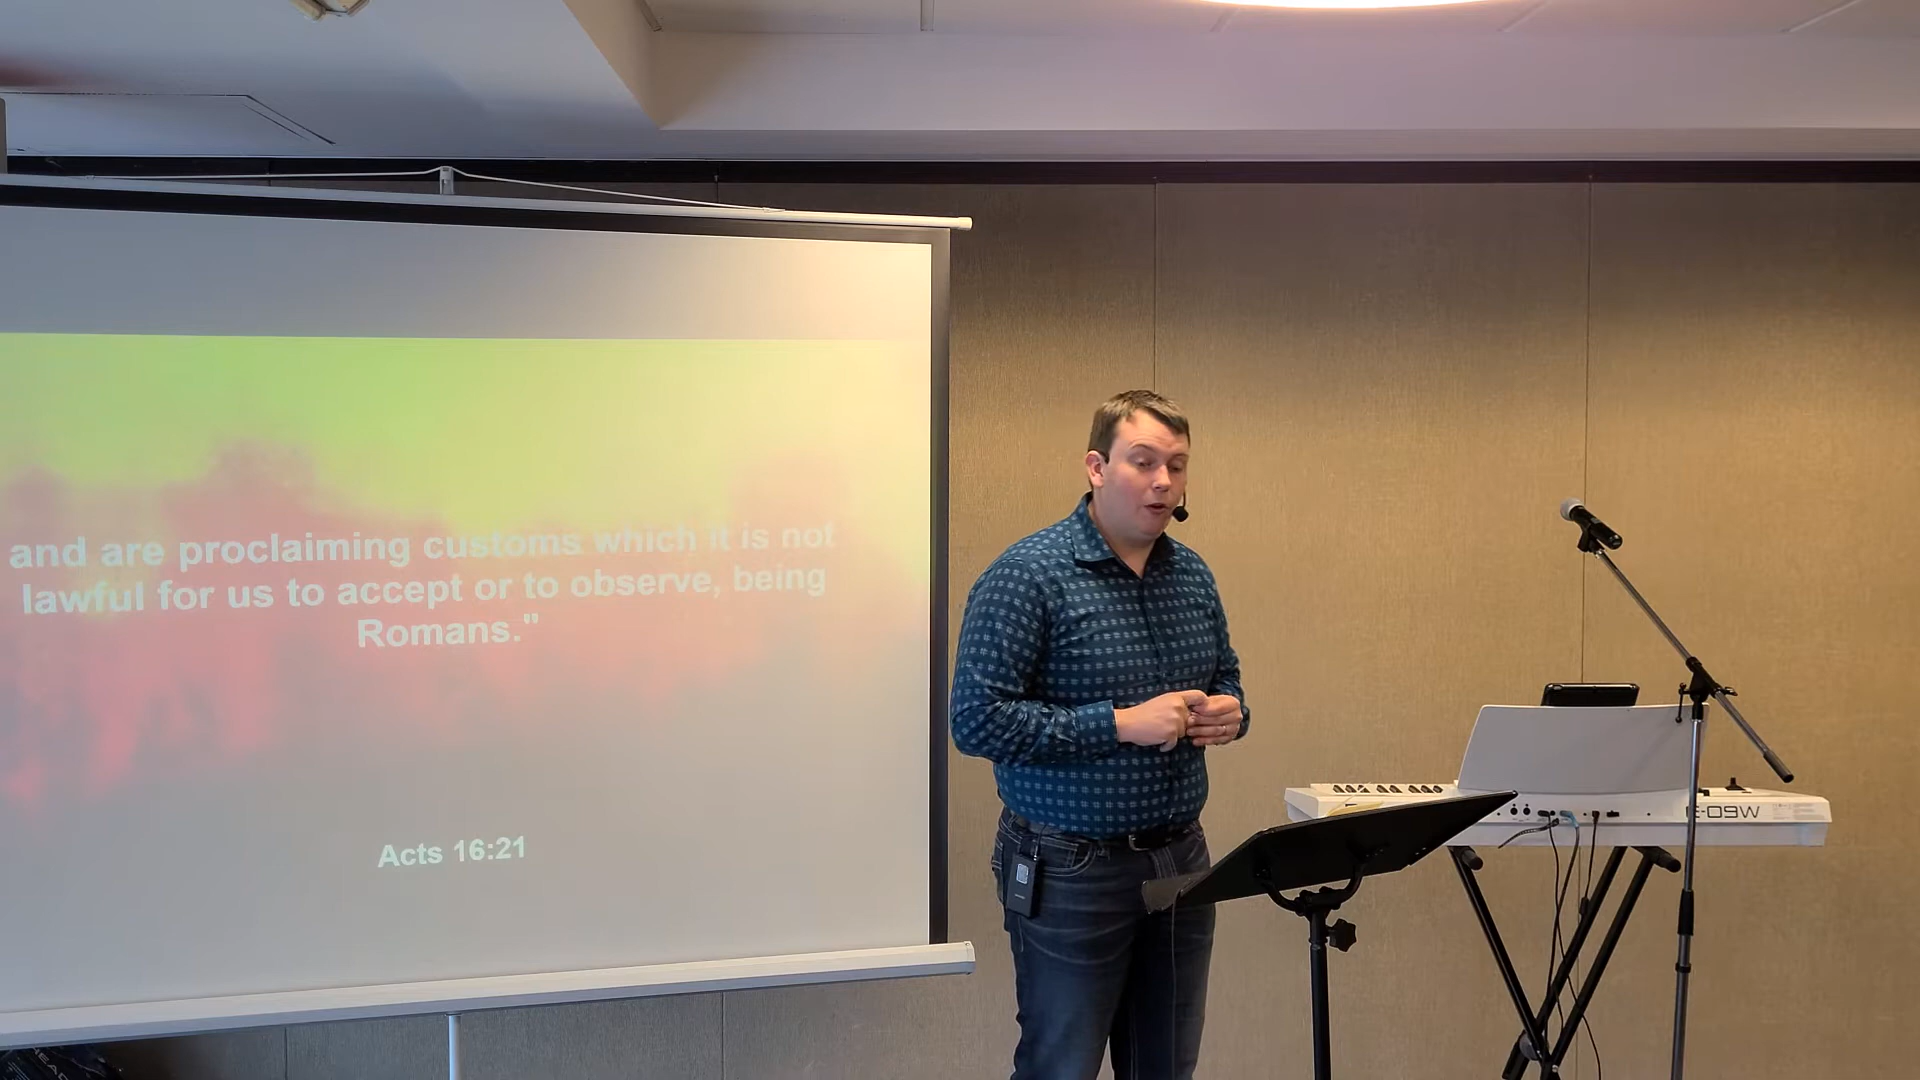 and are proclaiming customs which it is not
lawful for us to accept or to observe, being
Romans."
Acts 16:21
E-09W